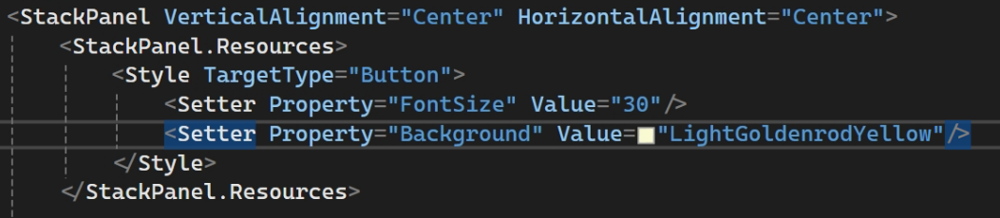 <StackPanel VerticalAlignment="Center" HorizontalAlignment="Center">
<StackPanel.Resources>
<Style TargetType="Button">
<Setter Property="FontSize" Value="30"/>
<Setter Property="Background" Value="LightGoldenrodYellow"/>
</Style>
</StackPanel.Resources>